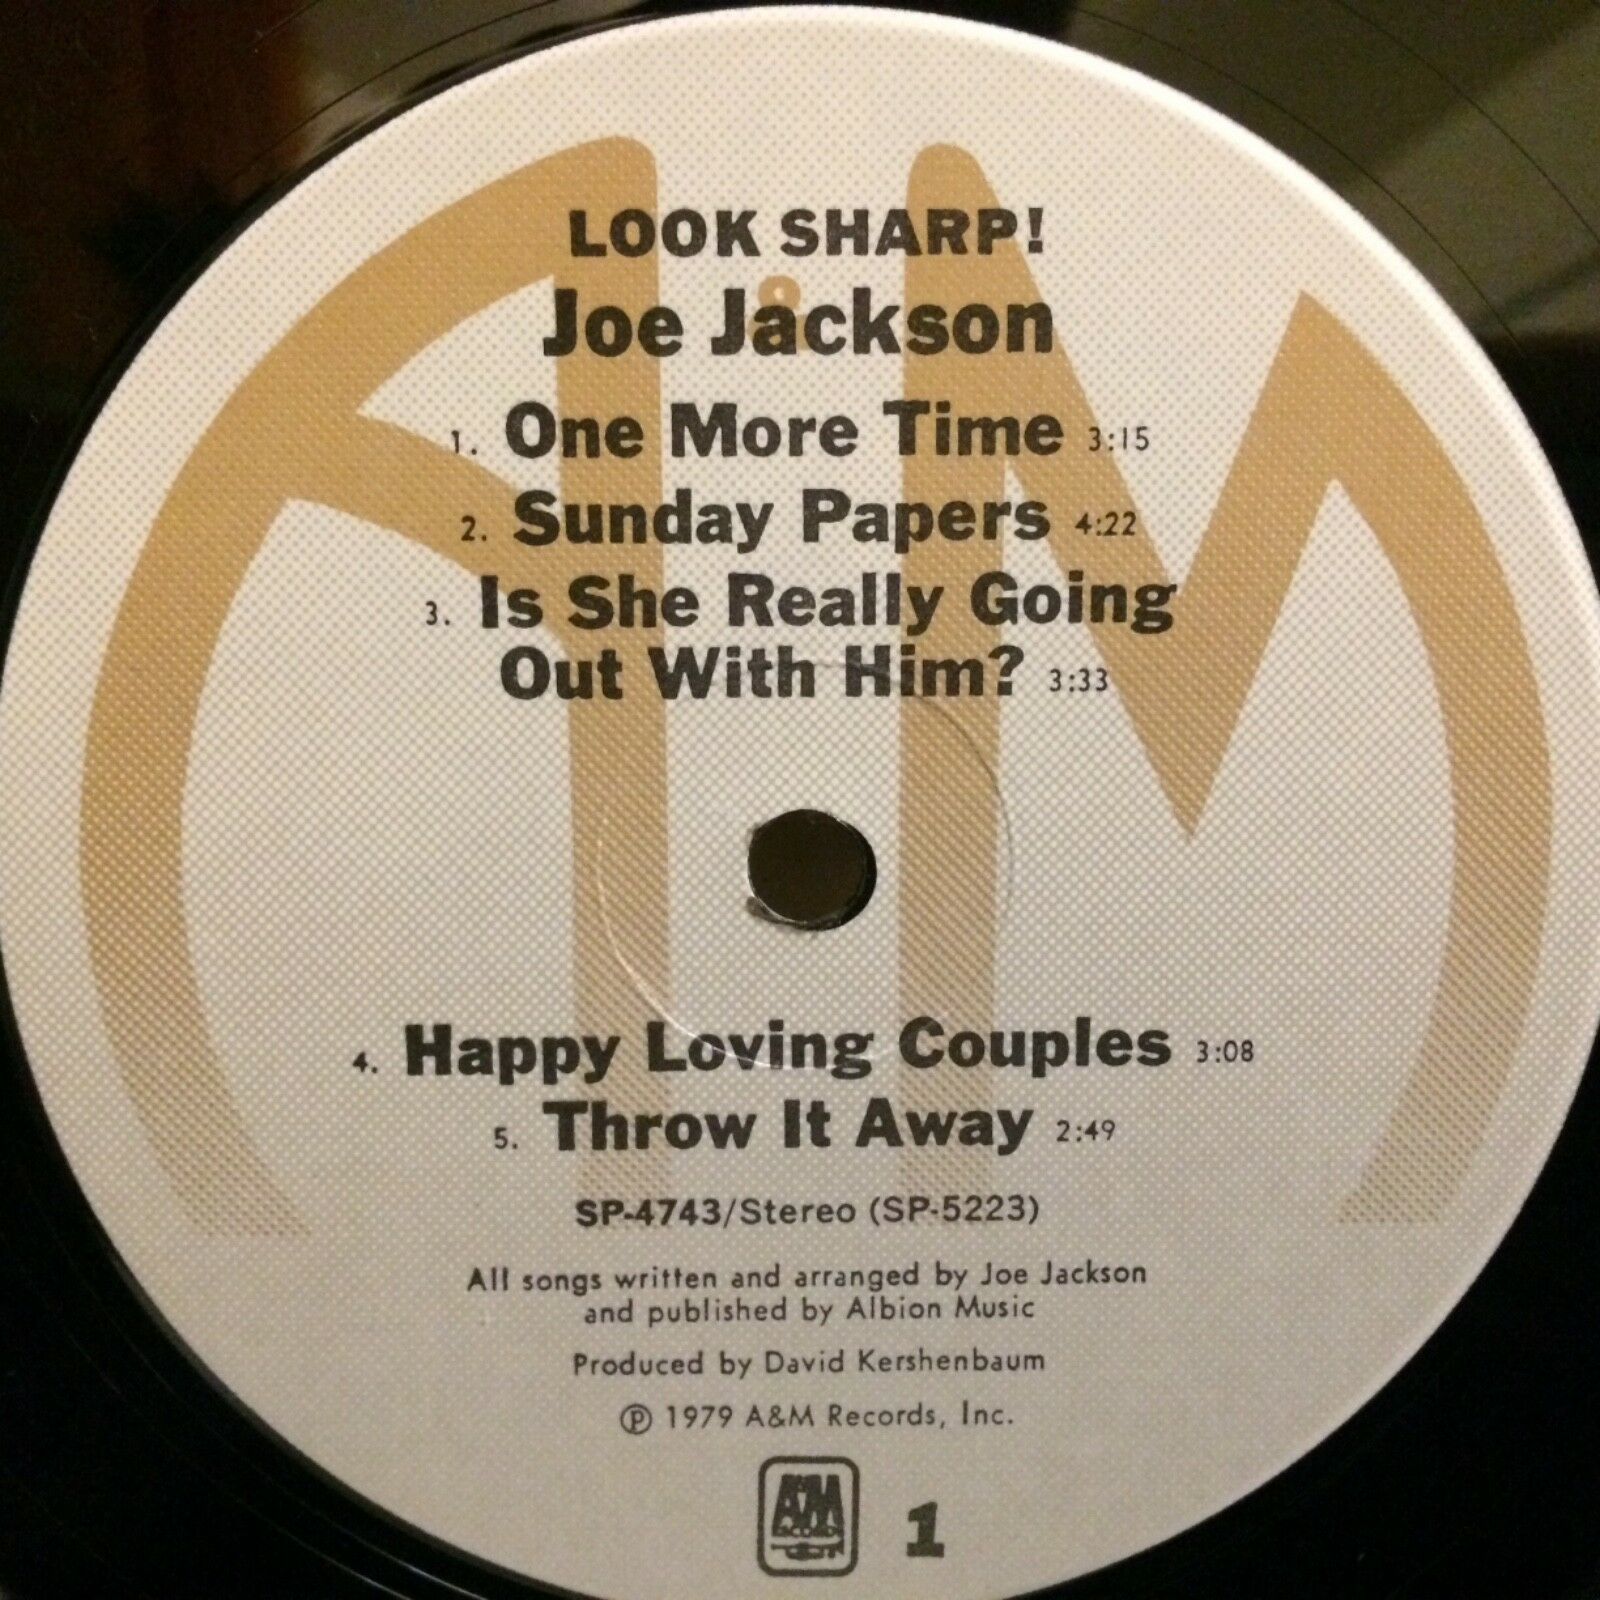 LOOK SHARP!
Joe Jackson
1. One More Time 3:15
2. Sunday Papers 4:22
3. Is She Really Going
Out With Him? 3:33
4. Happy Loving Couples 3:08
5. Throw It Away 2:49
SP-4743/Stereo (SP-5223)
All songs written and arranged by Joe Jackson
and published by Albion Music
Produced by David Kershenbaum
℗ 1979 A&M Records, Inc.
A&M
RECORDS
1